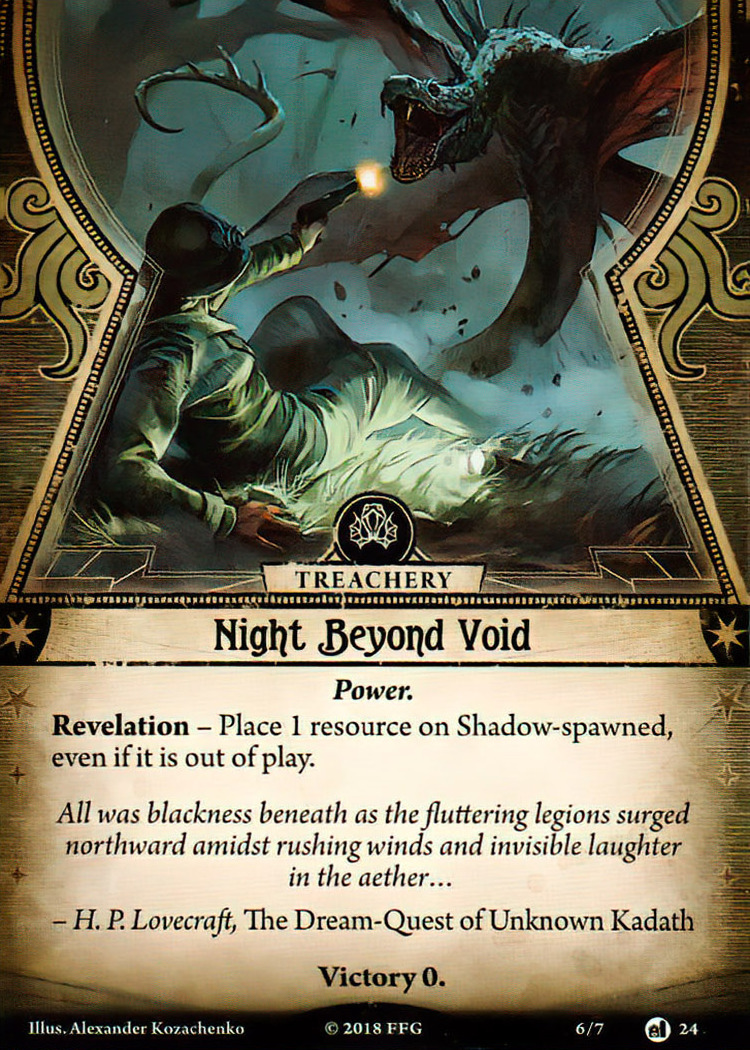 TREACHERY
Night Beyond Void
Power.
Revelation – Place 1 resource on Shadow-spawned,
even if it is out of play.
All was blackness beneath as the fluttering legions surged
northward amidst rushing winds and invisible laughter
in the aether…
– H. P. Lovecraft, The Dream-Quest of Unknown Kadath
Victory 0.
Illus. Alexander Kozachenko © 2018 FFG 6/7 24